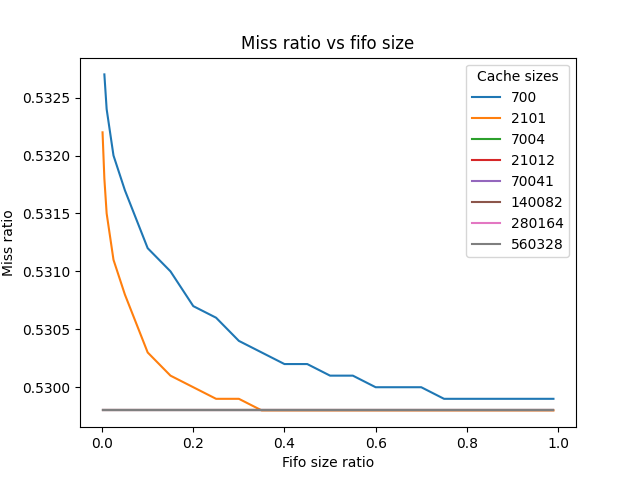 Miss ratio vs fifo size
Cache sizes
700
2101
7004
21012
70041
140082
280164
560328
0.5325
0.5320
0.5315
0.5310
0.5305
0.5300
Miss ratio
0.0 0.2 0.4 0.6 0.8 1.0
Fifo size ratio